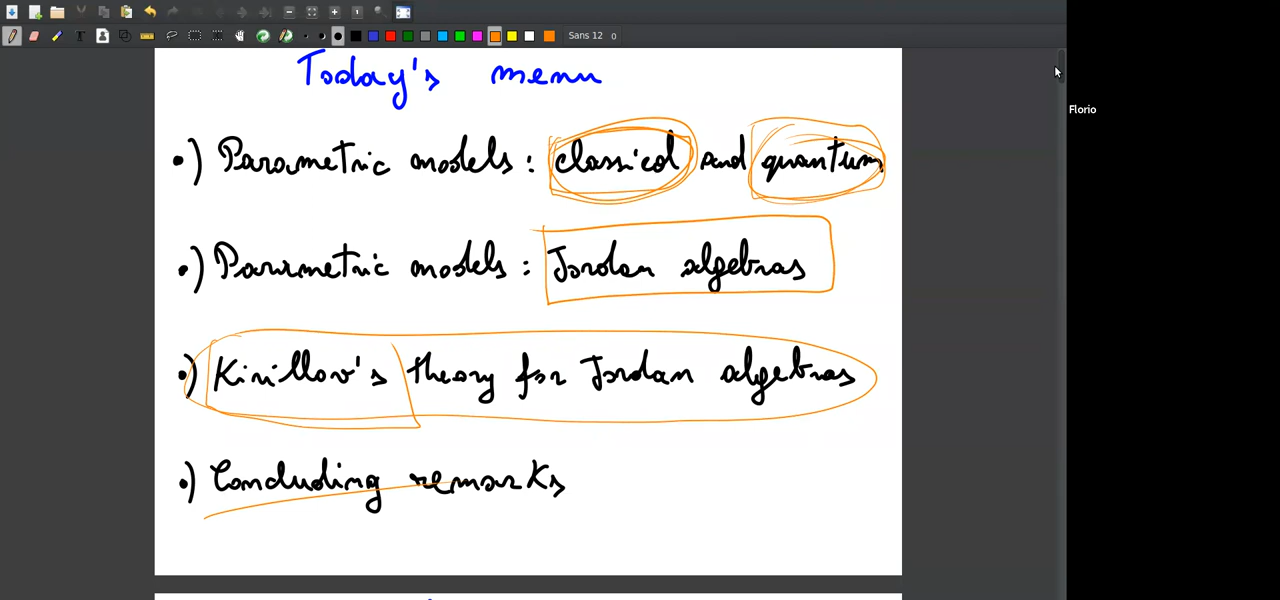 Sans 12
Today's menu
•) Parametric models: classical and quantum
Florio
•) Parametric models: Jordan algebras
•) Kirillov's theory for Jordan algebras
•) Concluding remarks